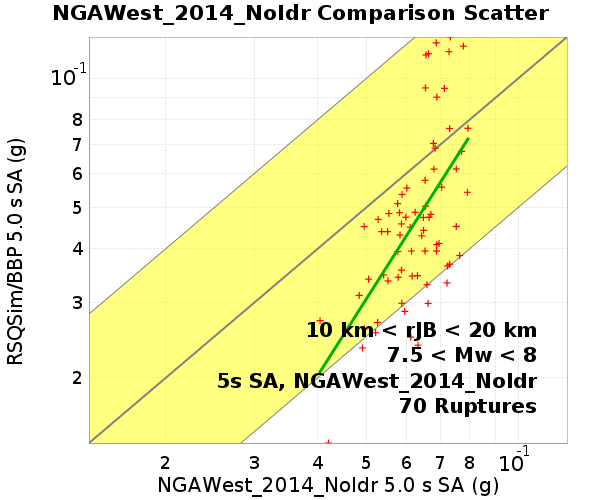 NGAWest_2014_NoIdr Comparison Scatter
RSQSim/BBP 5.0 s SA (g)
10-1
8
7
6
5
4
3
2
10 km < rJB < 20 km
7.5 < Mw < 8
5s SA, NGAWest_2014_NoIdr
70 Ruptures
2 3 4 5 6 7 8 10-1
NGAWest_2014_NoIdr 5.0 s SA (g)